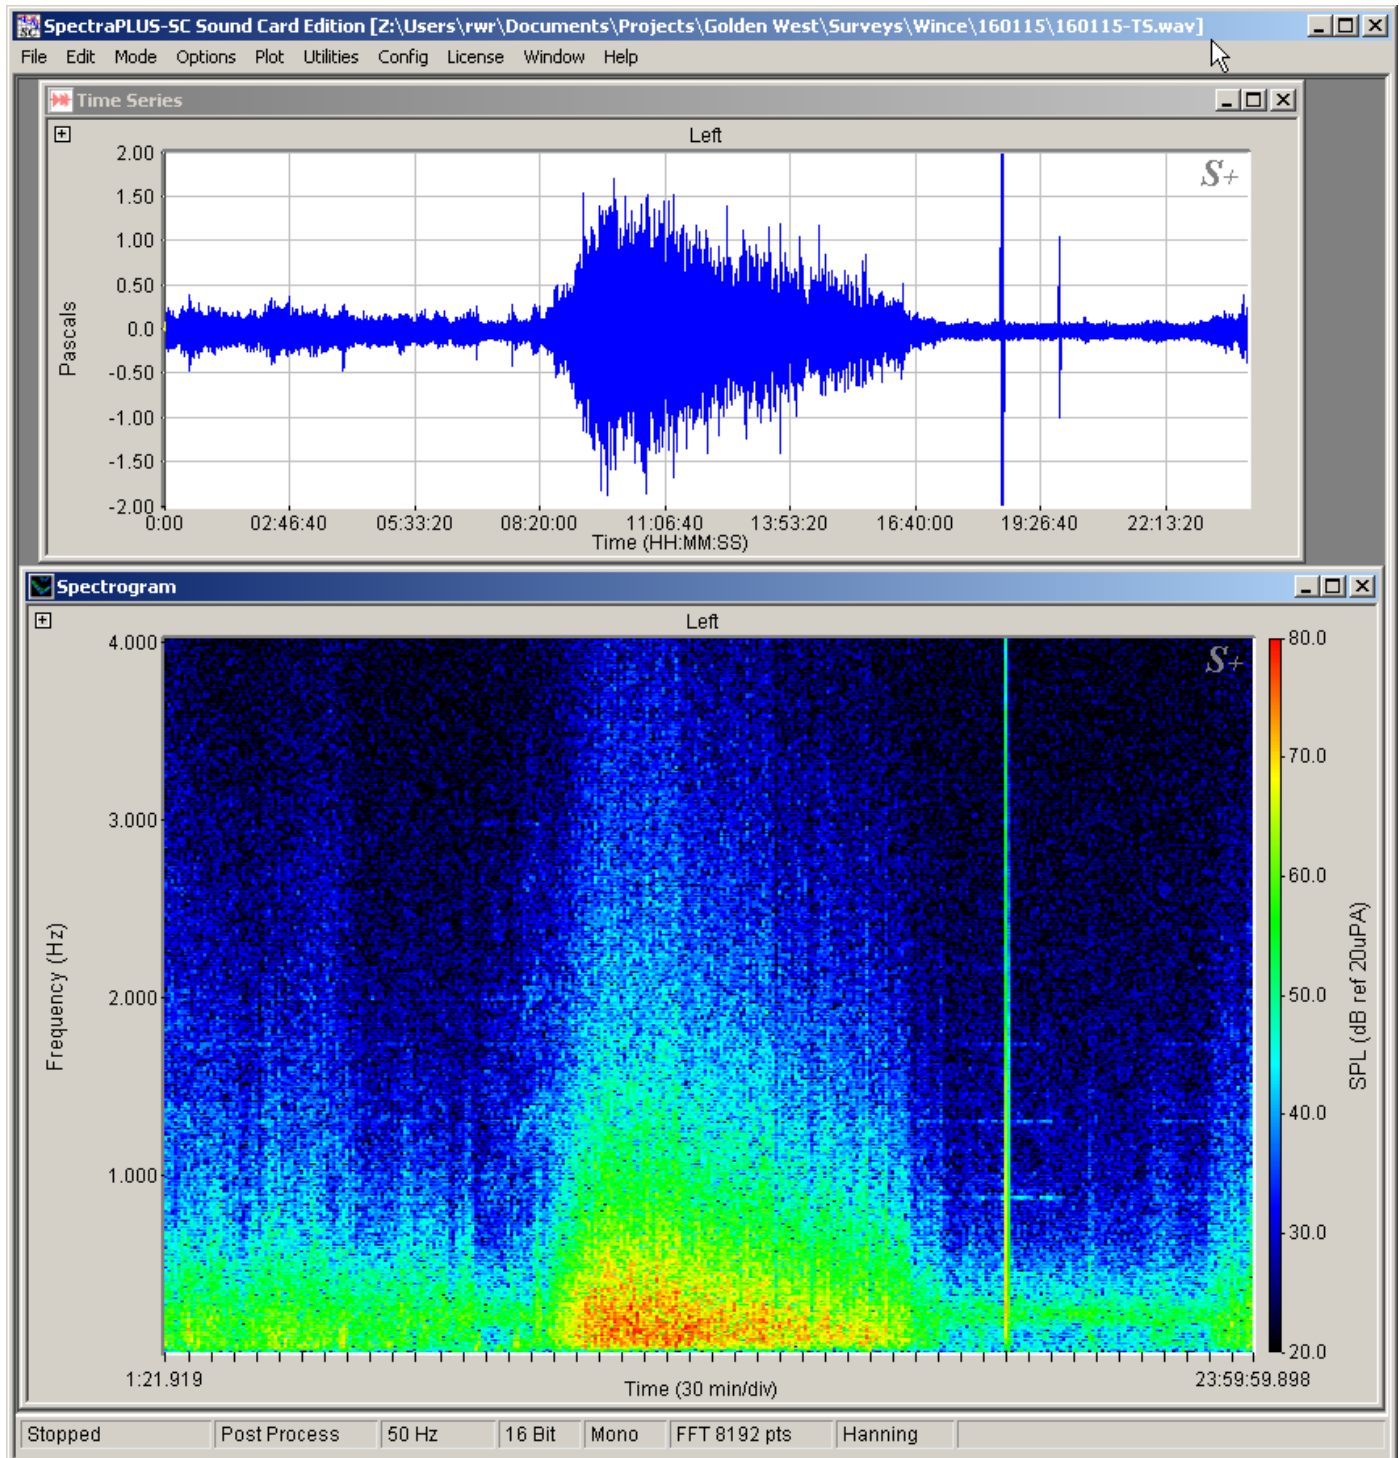 SpectraPLUS-SC Sound Card Edition [Z:\Users\rwr\Documents\Projects\Golden West\Surveys\Wince\160115\160115-TS.wav]
File Edit Mode Options Plot Utilities Config License Window Help
Time Series
Left
S+
Pascals
2.00
1.50
1.00
0.50
0.0
-0.50
-1.00
-1.50
-2.00
0:00 02:46:40 05:33:20 08:20:00 11:06:40 13:53:20 16:40:00 19:26:40 22:13:20
Time (HH:MM:SS)
Spectrogram
Left
S+
Frequency (Hz)
4.000
3.000
2.000
1.000
80.0
70.0
60.0
50.0
40.0
30.0
20.0
SPL (dB ref 20uPA)
1:21.919 Time (30 min/div) 23:59:59.898
Stopped Post Process 50 Hz 16 Bit Mono FFT 8192 pts Hanning